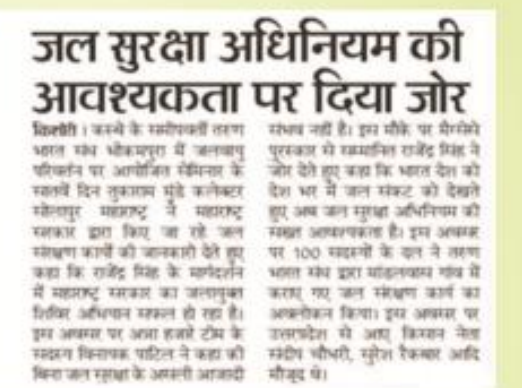 जल सुरक्षा अधिनियम की
आवश्यकता पर दिया जोर
किशोरी। कस्बे के समीपवर्ती तरुण
भारत संघ भीकमपुरा में जलवायु
परिवर्तन पर आयोजित सेमिनार के
सातवें दिन तुकाराम मुंडे कलेक्टर
सोलापुर महाराष्ट्र ने महाराष्ट्र
सरकार द्वारा किए जा रहे जल
संरक्षण कार्यों की जानकारी देते हुए
कहा कि राजेंद्र सिंह के मार्गदर्शन
में महाराष्ट्र सरकार का जलायुक्त
शिविर अभियान सफल हो रहा है।
इस अवसर पर अन्ना हजारे टीम के
सदस्य विनायक पाटिल ने कहा की
बिना जल सुरक्षा के असली आजादी
संभव नहीं है। इस मौके पर मैग्सेसे
पुरस्कार से सम्मानित राजेंद्र सिंह ने
जोर देते हुए कहा कि भारत देश को
देश भर में जल संकट को देखते
हुए अब जल सुरक्षा अधिनियम की
सख्त आवश्यकता है। इस अवसर
पर 100 सदस्यों के दल ने तरुण
भारत संघ द्वारा मांडलवास गांव में
कराए गए जल संरक्षण कार्य का
अवलोकन किया। इस अवसर पर
उत्तरप्रदेश से आए किसान नेता
संदीप चौधरी, सुरेश रैकवार आदि
मौजूद थे।